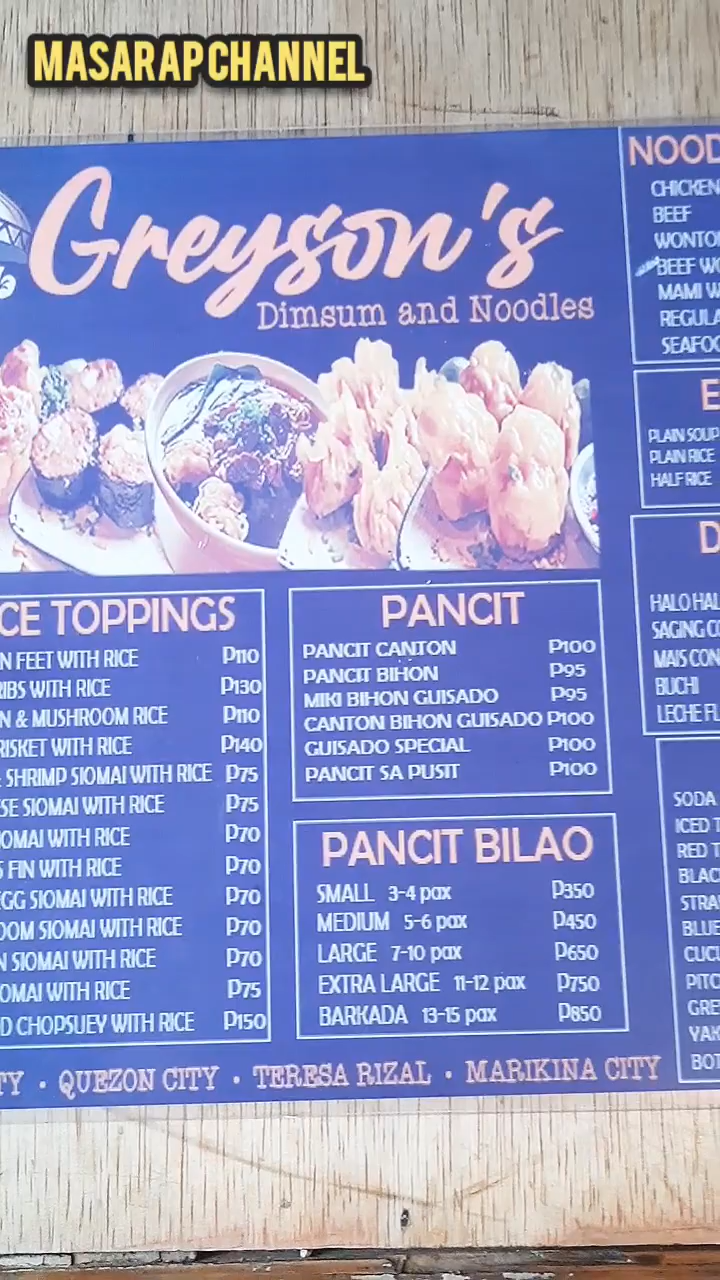 MASARAP CHANNEL
Greyson's
Dimsum and Noodles
CE TOPPINGS
N FEET WITH RICE P110
RIBS WITH RICE P130
N & MUSHROOM RICE P110
RISKET WITH RICE P140
& SHRIMP SIOMAI WITH RICE P75
SE SIOMAI WITH RICE P75
IOMAI WITH RICE P70
S FIN WITH RICE P70
EGG SIOMAI WITH RICE P70
OOM SIOMAI WITH RICE P70
N SIOMAI WITH RICE P70
OMAI WITH RICE P75
D CHOPSUEY WITH RICE P150
PANCIT
PANCIT CANTON P100
PANCIT BIHON P95
MIKI BIHON GUISADO P95
CANTON BIHON GUISADO P100
GUISADO SPECIAL P100
PANCIT SA PUSIT P100
PANCIT BILAO
SMALL 3-4 pax P350
MEDIUM 5-6 pax P450
LARGE 7-10 pax P650
EXTRA LARGE 11-12 pax P750
BARKADA 13-15 pax P850
NOOD
CHICKEN
BEEF
WONTO
BEEF WO
MAMI W
REGULA
SEAFOO
E
PLAIN SOUP
PLAIN RICE
HALF RICE
D
HALO HAL
SAGING CO
MAIS CON
BUCHI
LECHE FL
SODA
ICED T
RED T
BLAC
STRA
BLUE
CUCU
PITC
GRE
YAK
BOT
TY · QUEZON CITY · TERESA RIZAL · MARIKINA CITY